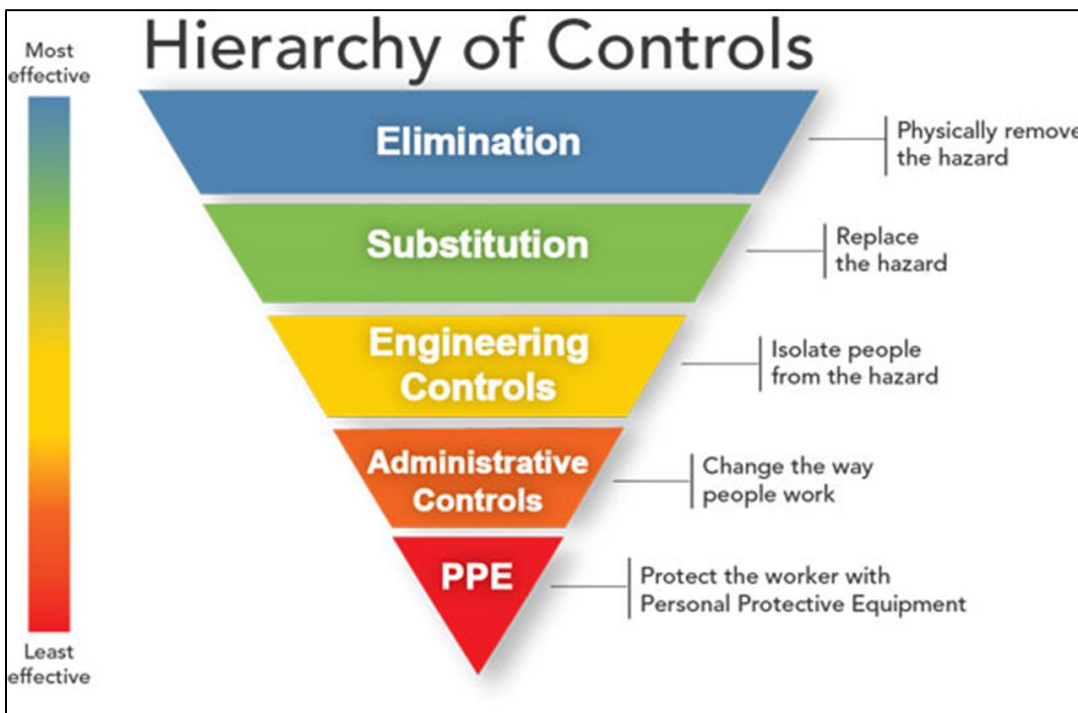 Hierarchy of Controls
Most
effective
Elimination
Physically remove
the hazard
Substitution
Replace
the hazard
Engineering
Controls
Isolate people
from the hazard
Administrative
Controls
Change the way
people work
PPE
Protect the worker with
Personal Protective Equipment
Least
effective